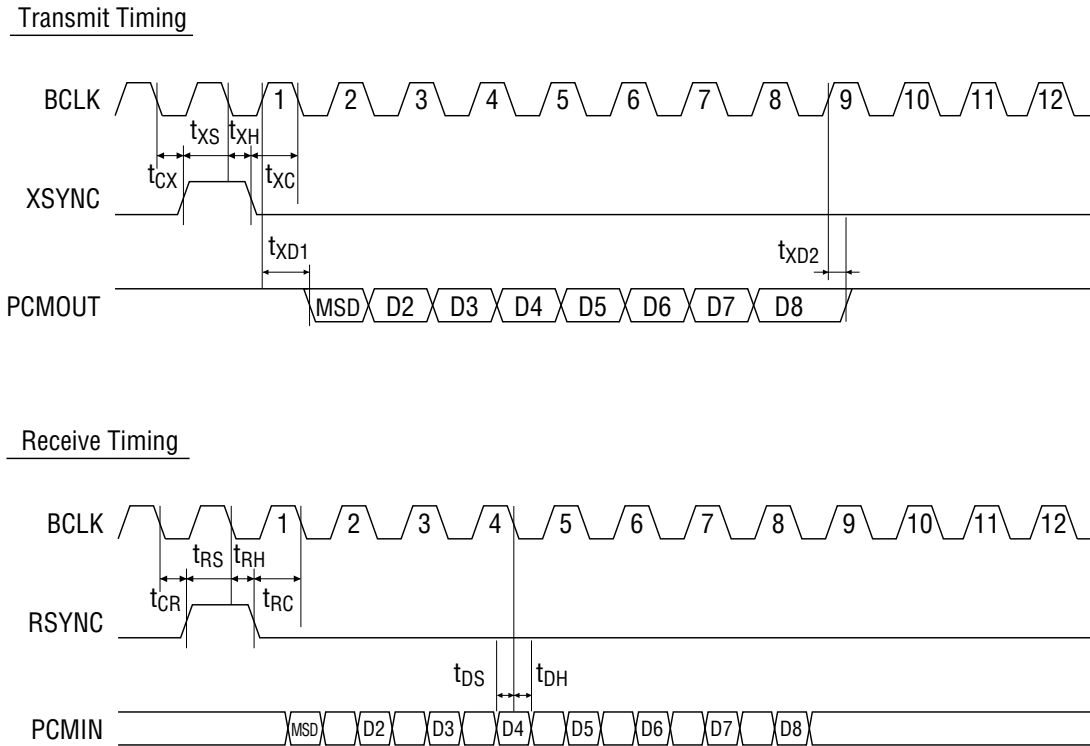 Transmit Timing
BCLK 1 2 3 4 5 6 7 8 9 10 11 12
tXS tXH
tCX tXC
XSYNC
tXD1 tXD2
PCMOUT MSD D2 D3 D4 D5 D6 D7 D8
Receive Timing
BCLK 1 2 3 4 5 6 7 8 9 10 11 12
tRS tRH
tCR tRC
RSYNC
tDS tDH
PCMIN MSD D2 D3 D4 D5 D6 D7 D8